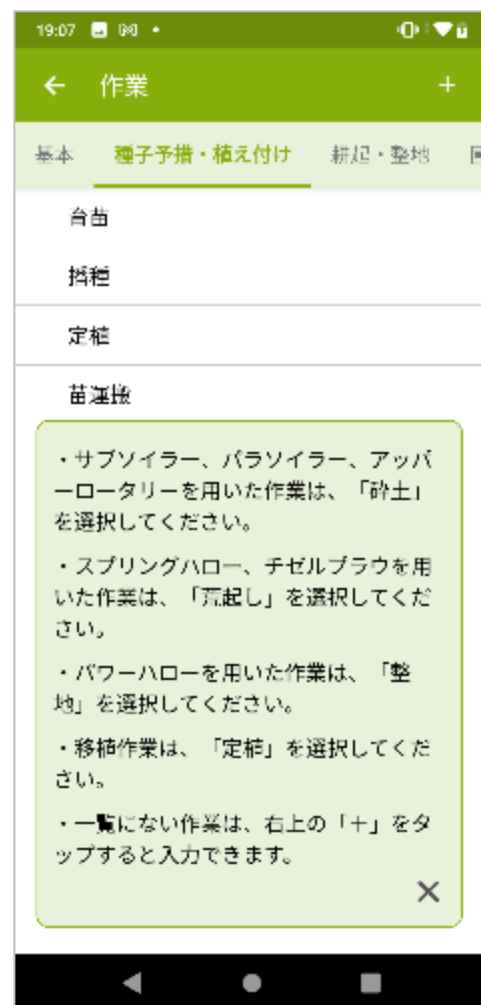 19:07
作業
+
基本 種子予措・植え付け 耕起・整地
育苗
播種
定植
苗運搬
・サブソイラー、パラソイラー、アッパ
ーロータリーを用いた作業は、「砕土」
を選択してください。
・スプリングハロー、チゼルプラウを用
いた作業は、「荒起し」を選択してくだ
さい。
・パワーハローを用いた作業は、「整
地」を選択してください。
・移植作業は、「定植」を選択してくだ
さい。
・一覧にない作業は、右上の「+」をタ
ップすると入力できます。